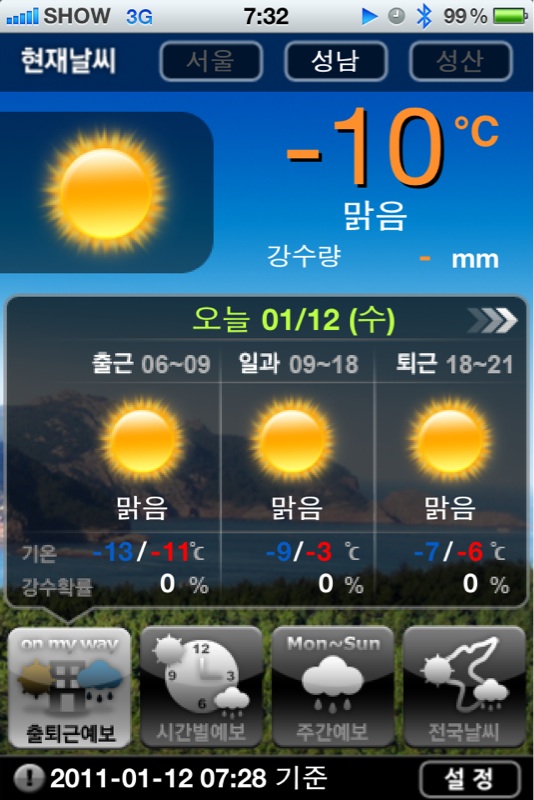 SHOW 3G 7:32 99%
현재날씨 서울 성남 성산
-10 °C
맑음
강수량 - mm
오늘 01/12 (수)
출근 06~09 일과 09~18 퇴근 18~21
맑음 맑음 맑음
기온 -13/-11℃ -9/-3 ℃ -7/-6 ℃
강수확률 0 % 0 % 0 %
on my way Mon~Sun
12
9 3
6
출퇴근예보 시간별예보 주간예보 전국날씨
2011-01-12 07:28 기준 설 정